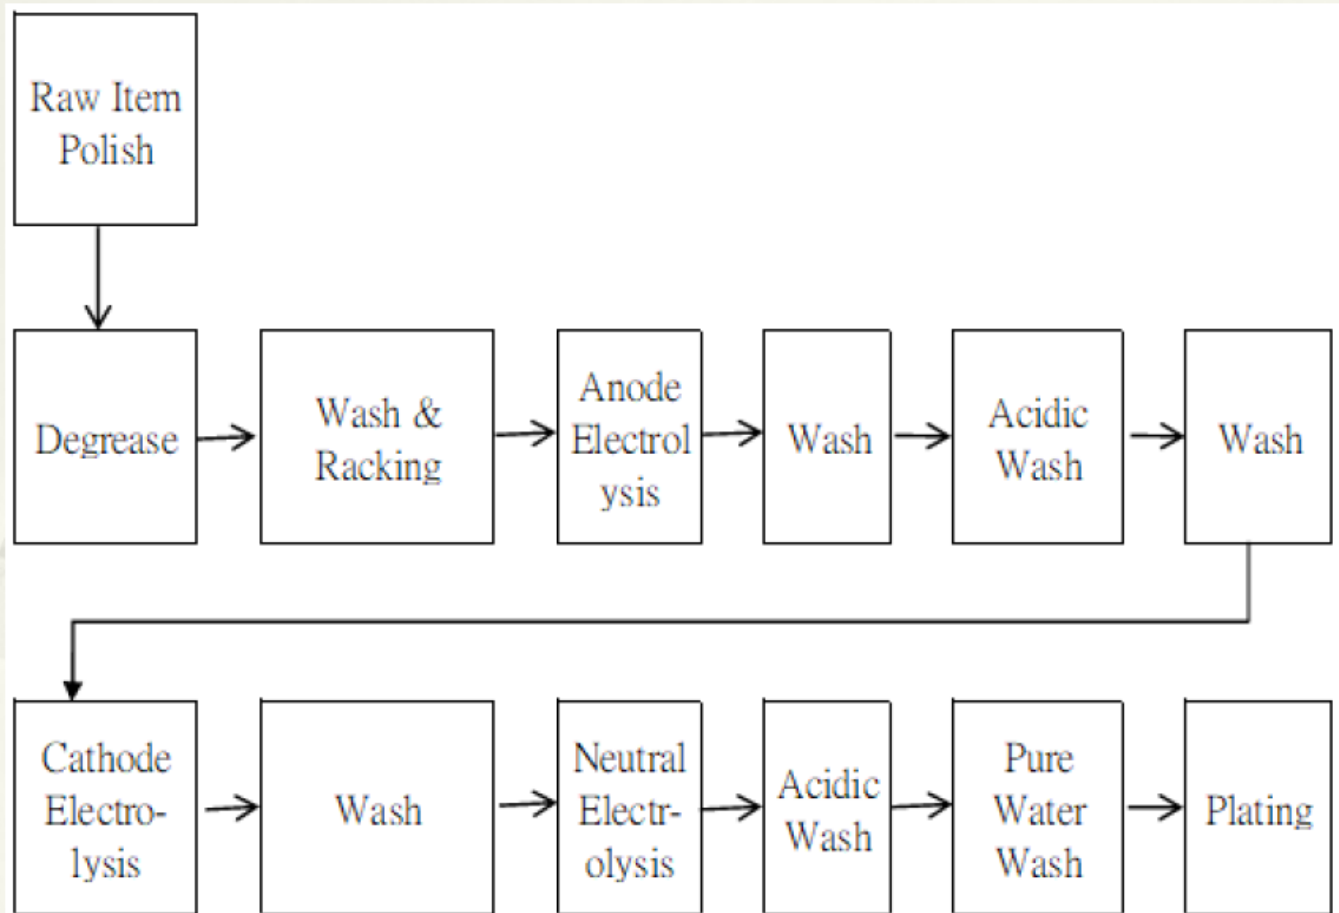 Raw Item
Polish
Degrease
Wash &
Racking
Anode
Electrol
ysis
Wash
Acidic
Wash
Wash
Cathode
Electro-
lysis
Wash
Neutral
Electr-
olysis
Acidic
Wash
Pure
Water
Wash
Plating